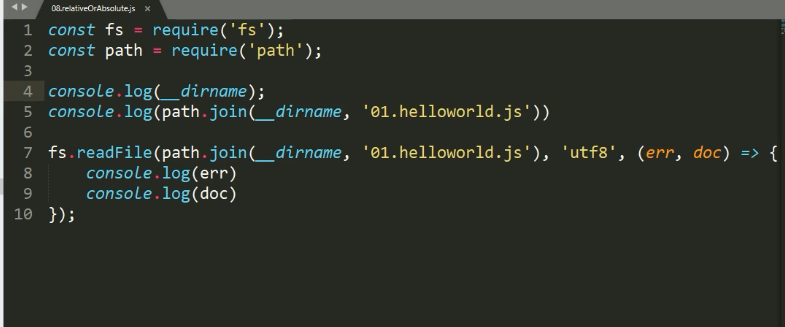 08.relativeOrAbsolute.js ×
1 const fs = require('fs');
2 const path = require('path');
3
4 console.log(__dirname);
5 console.log(path.join(__dirname, '01.helloworld.js'))
6
7 fs.readFile(path.join(__dirname, '01.helloworld.js'), 'utf8', (err, doc) => {
8     console.log(err)
9     console.log(doc)
10 });